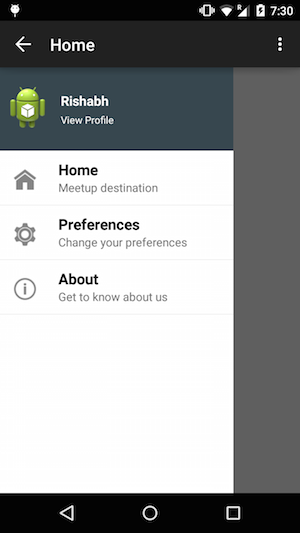 7:30
Home
Rishabh
View Profile
Home
Meetup destination
Preferences
Change your preferences
About
Get to know about us